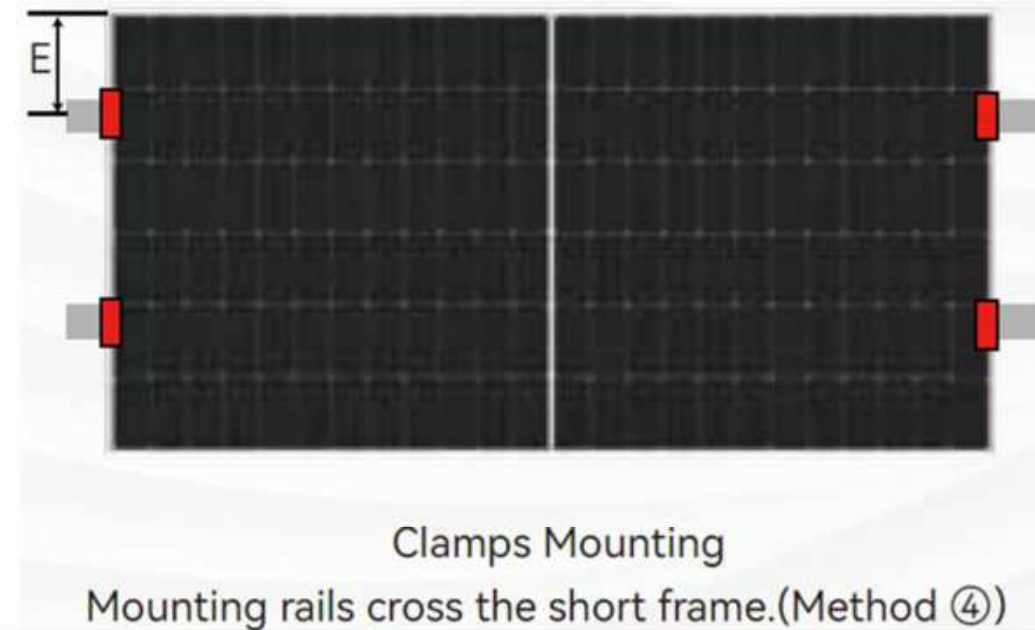 E
Clamps Mounting
Mounting rails cross the short frame.(Method ④)